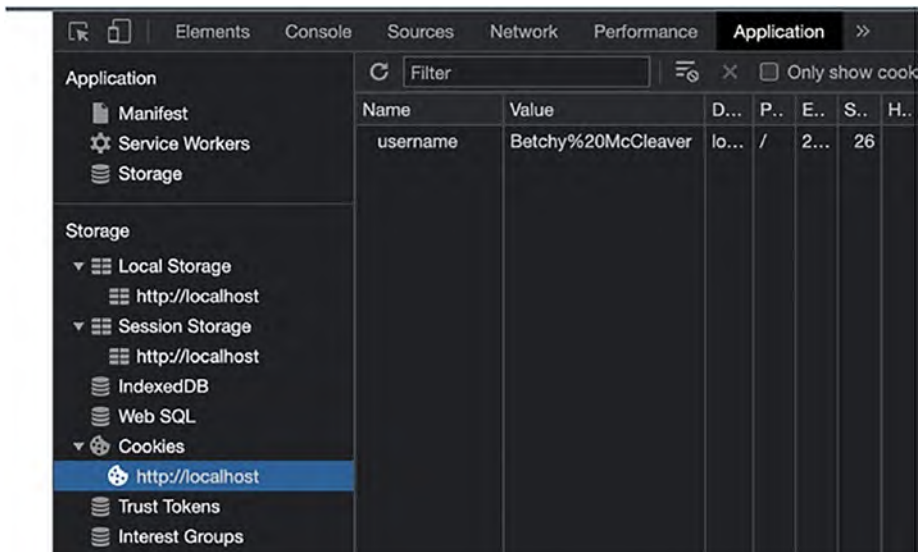 Elements Console Sources Network Performance Application »
Application
Manifest
Service Workers
Storage
Storage
Local Storage
http://localhost
Session Storage
http://localhost
IndexedDB
Web SQL
Cookies
http://localhost
Trust Tokens
Interest Groups
Filter Only show cook
Name Value D... P.. E.. S.. H..
username Betchy%20McCleaver lo... / 2... 26